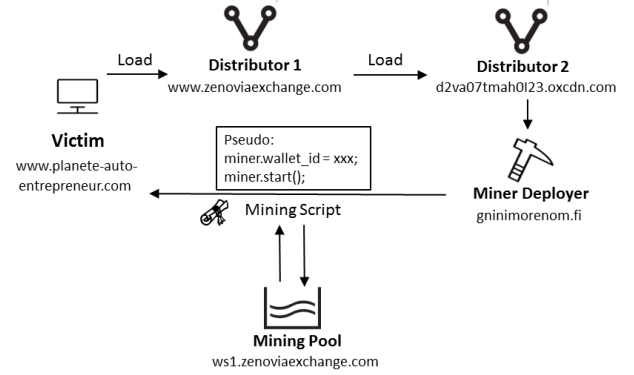 Load
Distributor 1
www.zenoviaexchange.com
Load
Distributor 2
d2va07tmah0l23.oxcdn.com
Victim
www.planete-auto-
entrepreneur.com
Pseudo:
miner.wallet_id = xxx;
miner.start();
Mining Script
Miner Deployer
gninimorenom.fi
Mining Pool
ws1.zenoviaexchange.com